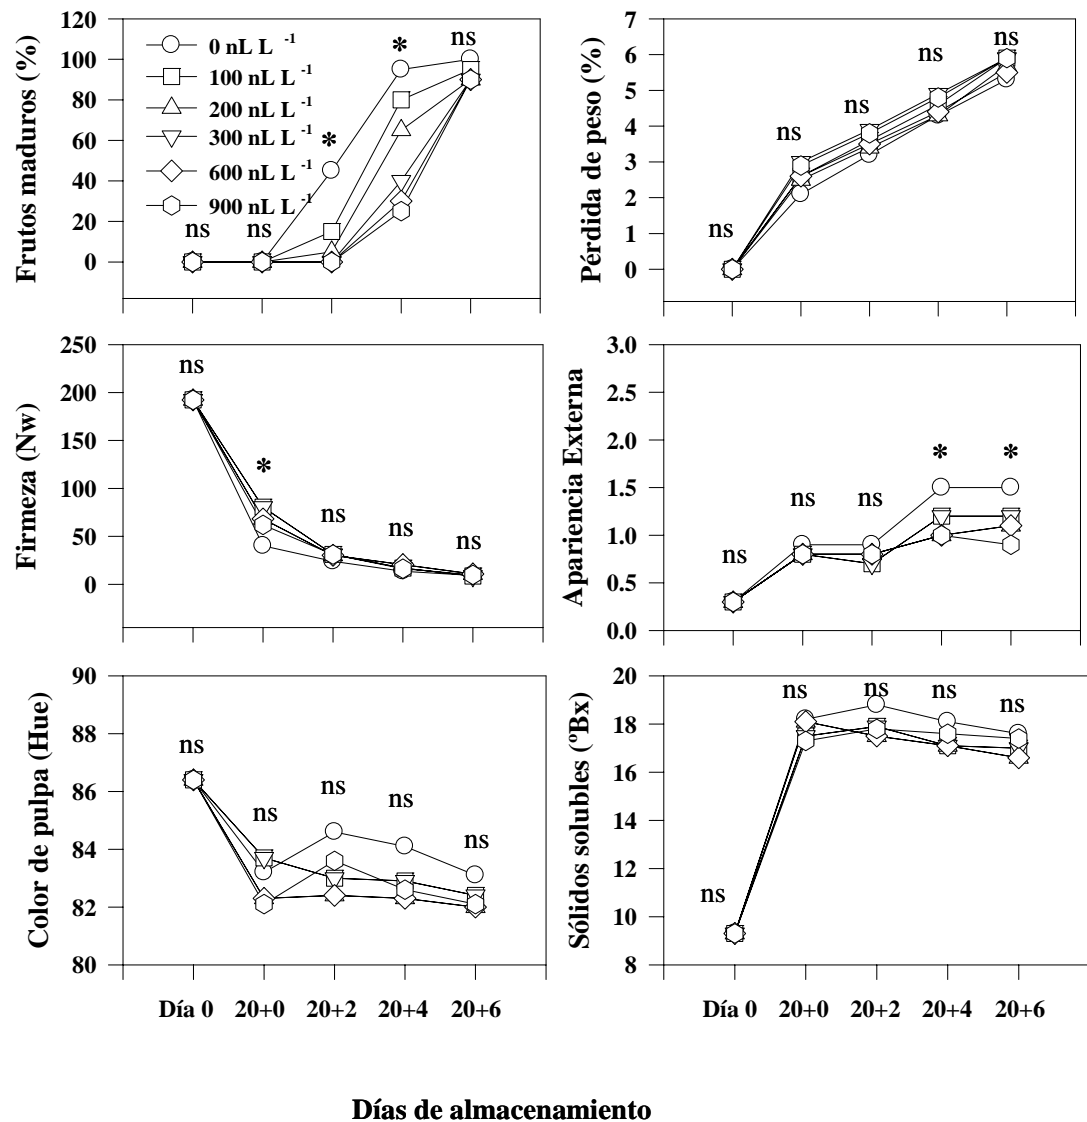 Frutos maduros (%)
120
100
80
60
40
20
0
0 nL L -1
100 nL L -1
200 nL L -1
300 nL L -1
600 nL L -1
900 nL L -1
ns
ns
*
*
ns
Pérdida de peso (%)
7
6
5
4
3
2
1
0
ns
ns
ns
ns
ns
Firmeza (Nw)
250
200
150
100
50
0
ns
*
ns
ns
ns
Apariencia Externa
3.0
2.5
2.0
1.5
1.0
0.5
0.0
ns
ns
ns
*
*
Color de pulpa (Hue)
90
88
86
84
82
80
ns
ns
ns
ns
ns
Día 0 20+0 20+2 20+4 20+6
Sólidos solubles (ºBx)
20
18
16
14
12
10
8
ns
ns
ns
ns
ns
Día 0 20+0 20+2 20+4 20+6
Días de almacenamiento